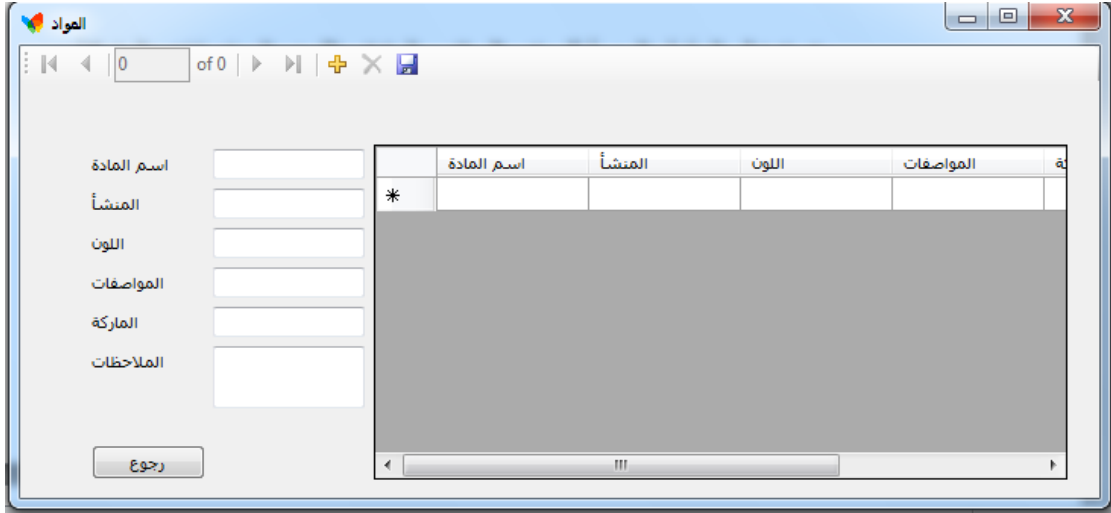 المواد
0 of 0
اسم المادة
المنشأ
اللون
المواصفات
الماركة
الملاحظات
رجوع
اسم المادة المنشأ اللون المواصفات